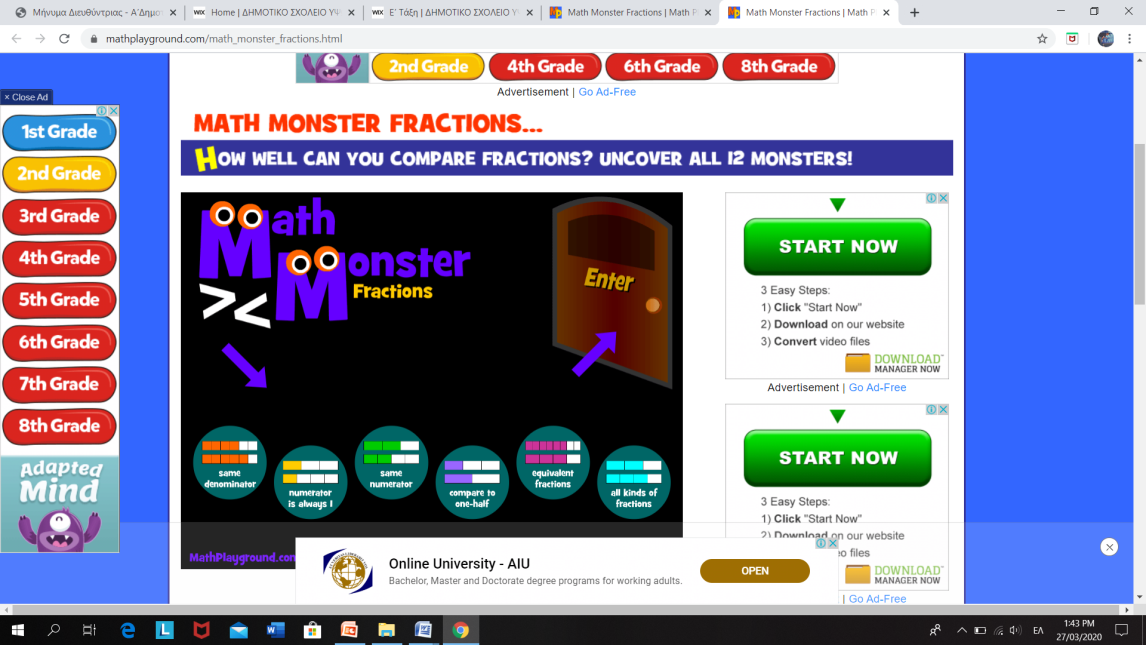 Μήνυμα Διευθύντριας - Α'Δημοτ
Home | ΔΗΜΟΤΙΚΟ ΣΧΟΛΕΙΟ ΥΨ
Ε' Τάξη | ΔΗΜΟΤΙΚΟ ΣΧΟΛΕΙΟ Υ
Math Monster Fractions | Math P
Math Monster Fractions | Math P
mathplayground.com/math_monster_fractions.html
2nd Grade 4th Grade 6th Grade 8th Grade
Advertisement | Go Ad-Free
× Close Ad
1st Grade
2nd Grade
3rd Grade
4th Grade
5th Grade
6th Grade
7th Grade
8th Grade
Adapted
Mind
MATH MONSTER FRACTIONS...
HOW WELL CAN YOU COMPARE FRACTIONS? UNCOVER ALL 12 MONSTERS!
Math
Monster
Fractions
><
Enter
same
denominator
numerator
is always 1
same
numerator
compare to
one-half
equivalent
fractions
all kinds of
fractions
MathPlayground.com
START NOW
3 Easy Steps:
1) Click "Start Now"
2) Download on our website
3) Convert video files
DOWNLOAD
MANAGER NOW
Advertisement | Go Ad-Free
START NOW
3 Easy Steps:
1) Click "Start Now"
2) Download on our website
eo files
DOWNLOAD
MANAGER NOW
| Go Ad-Free
Online University - AIU
Bachelor, Master and Doctorate degree programs for working adults.
OPEN
ΕΛ
1:43 PM
27/03/2020